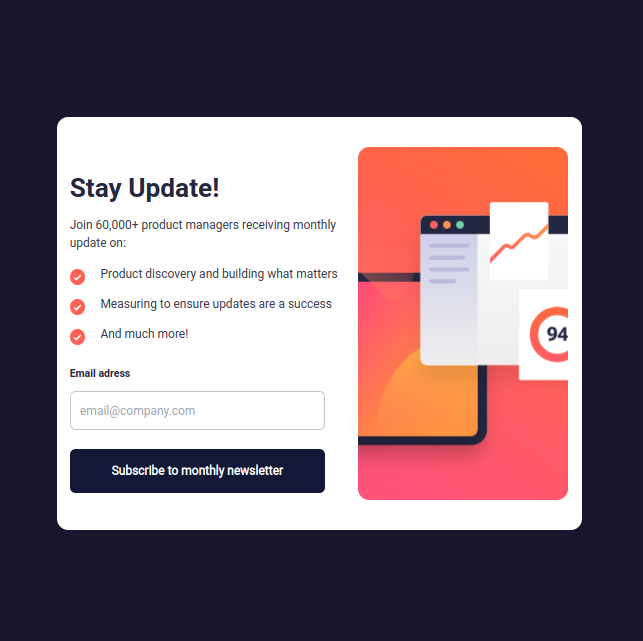 Stay Update!
Join 60,000+ product managers receiving monthly
update on:
Product discovery and building what matters
Measuring to ensure updates are a success
And much more!
Email adress
email@company.com
Subscribe to monthly newsletter
94